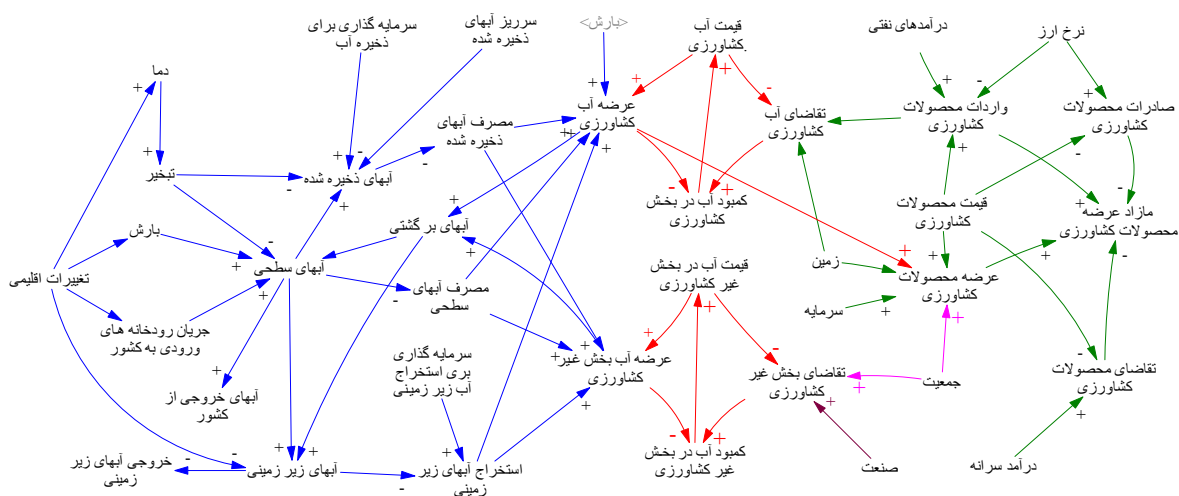 سرمایه گذاری برای
ذخیره آب
سرریز آبهای
ذخیره شده
<بارش>
قیمت آب
کشاورزی
درآمدهای نفتی
نرخ ارز
دما
عرضه آب
کشاورزی
مصرف آبهای
ذخیره شده
تقاضای آب
کشاورزی
واردات محصولات
کشاورزی
صادرات محصولات
کشاورزی
تبخیر
آبهای ذخیره شده
کمبود آب در بخش
کشاورزی
قیمت محصولات
کشاورزی
مازاد عرضه
محصولات کشاورزی
بارش
آبهای بر گشتی
تغییرات اقلیمی
آبهای سطحی
مصرف آبهای
سطحی
قیمت آب در بخش
غیر کشاورزی
زمین
عرضه محصولات
کشاورزی
سرمایه
جریان رودخانه های
ورودی به کشور
سرمایه گذاری
بری استخراج
آب زیر زمینی
عرضه آب بخش غیر
کشاورزی
تقاضای بخش غیر
کشاورزی
جمعیت
تقاضای محصولات
کشاورزی
آبهای خروجی از
کشور
خروجی آبهای زیر
زمینی
آبهای زیر زمینی
استخراج آبهای زیر
زمینی
کمبود آب در بخش
غیر کشاورزی
صنعت
درآمد سرانه